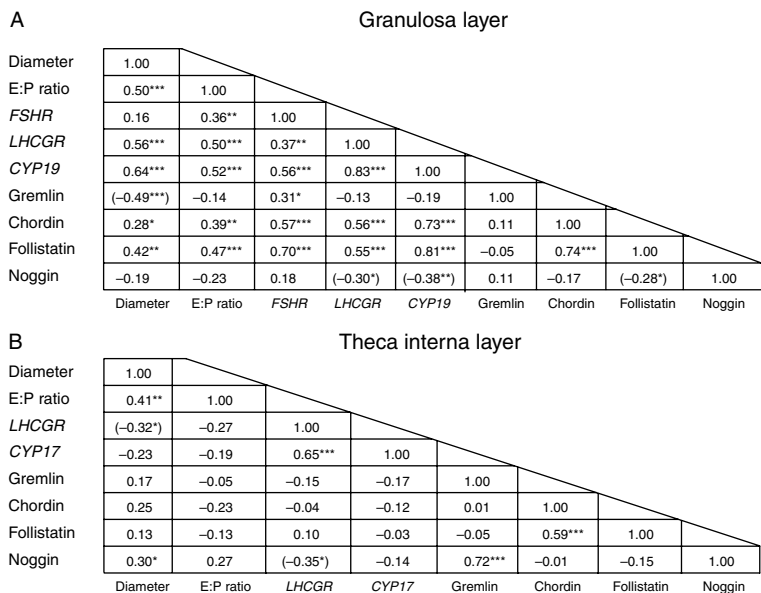 A Granulosa layer
Diameter 1.00
E:P ratio 0.50*** 1.00
FSHR 0.16 0.36** 1.00
LHCGR 0.56*** 0.50*** 0.37** 1.00
CYP19 0.64*** 0.52*** 0.56*** 0.83*** 1.00
Gremlin (–0.49***) –0.14 0.31* –0.13 –0.19 1.00
Chordin 0.28* 0.39** 0.57*** 0.56*** 0.73*** 0.11 1.00
Follistatin 0.42** 0.47*** 0.70*** 0.55*** 0.81*** –0.05 0.74*** 1.00
Noggin –0.19 –0.23 0.18 (–0.30*) (–0.38**) 0.11 –0.17 (–0.28*) 1.00
Diameter E:P ratio FSHR LHCGR CYP19 Gremlin Chordin Follistatin Noggin
B Theca interna layer
Diameter 1.00
E:P ratio 0.41** 1.00
LHCGR (–0.32*) –0.27 1.00
CYP17 –0.23 –0.19 0.65*** 1.00
Gremlin 0.17 –0.05 –0.15 –0.17 1.00
Chordin 0.25 –0.23 –0.04 –0.12 0.01 1.00
Follistatin 0.13 –0.13 0.10 –0.03 –0.05 0.59*** 1.00
Noggin 0.30* 0.27 (–0.35*) –0.14 0.72*** –0.01 –0.15 1.00
Diameter E:P ratio LHCGR CYP17 Gremlin Chordin Follistatin Noggin